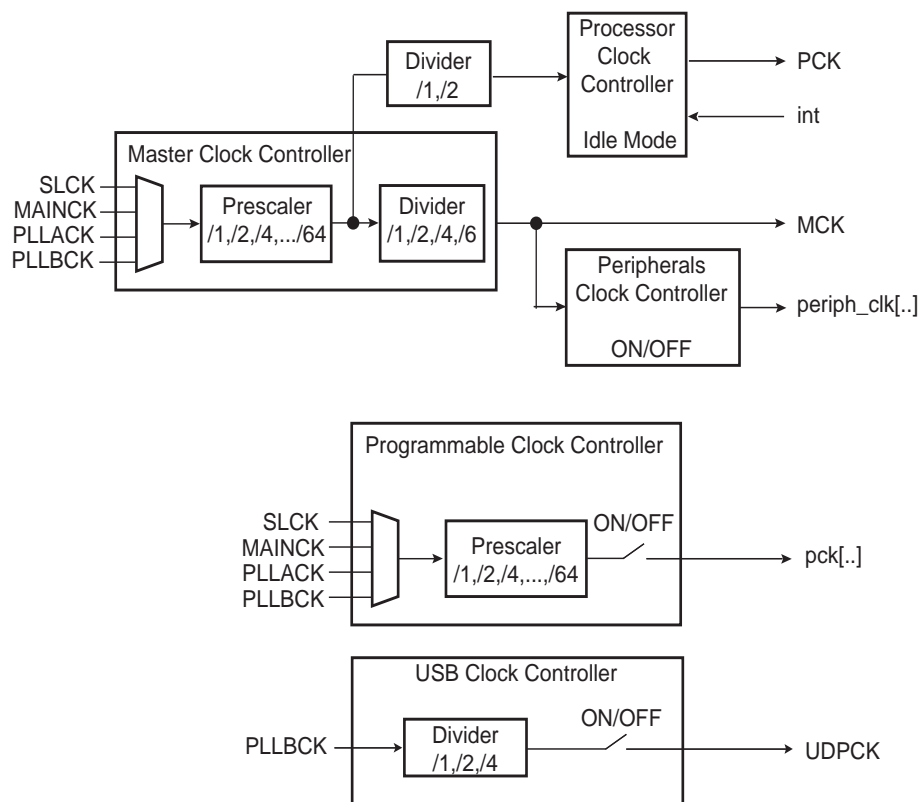 Processor
Clock
Controller
Idle Mode
Divider
/1,/2
PCK
int
Master Clock Controller
SLCK
MAINCK
PLLACK
PLLBCK
Prescaler
/1,/2,/4,.../64
Divider
/1,/2,/4,/6
MCK
Peripherals
Clock Controller
ON/OFF
periph_clk[..]
Programmable Clock Controller
SLCK
MAINCK
PLLACK
PLLBCK
Prescaler
/1,/2,/4,...,/64
ON/OFF
pck[..]
USB Clock Controller
PLLBCK
Divider
/1,/2,/4
ON/OFF
UDPCK